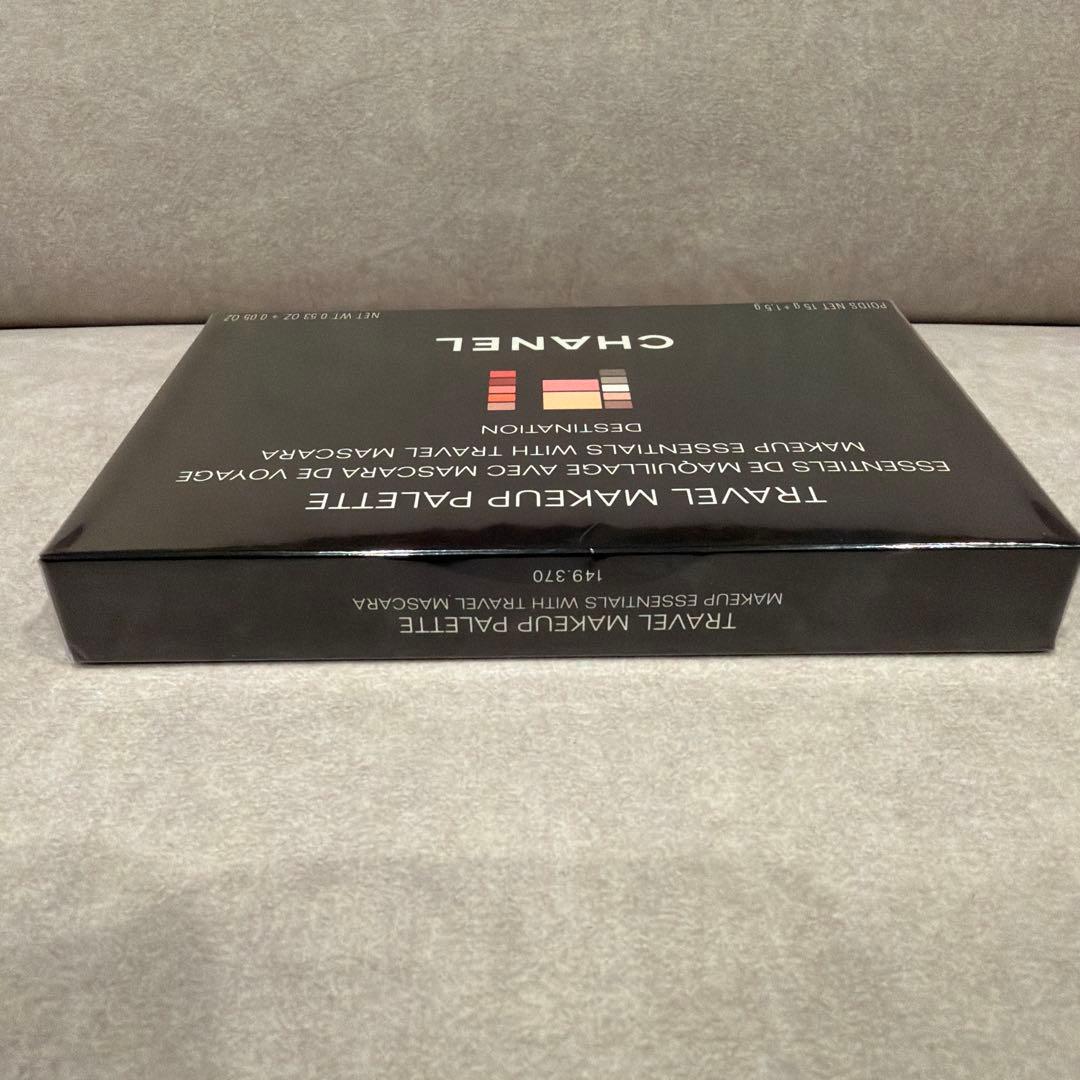 TRAVEL MAKEUP PALETTE
MAKEUP ESSENTIALS WITH TRAVEL MASCARA
149.370
TRAVEL MAKEUP PALETTE
ESSENTIELS DE MAQUILLAGE AVEC MASCARA DE VOYAGE
MAKEUP ESSENTIALS WITH TRAVEL MASCARA
DESTINATION
CHANEL
POIDS NET 15 g + 1,5 g NET WT 0.53 OZ + 0.05 OZ